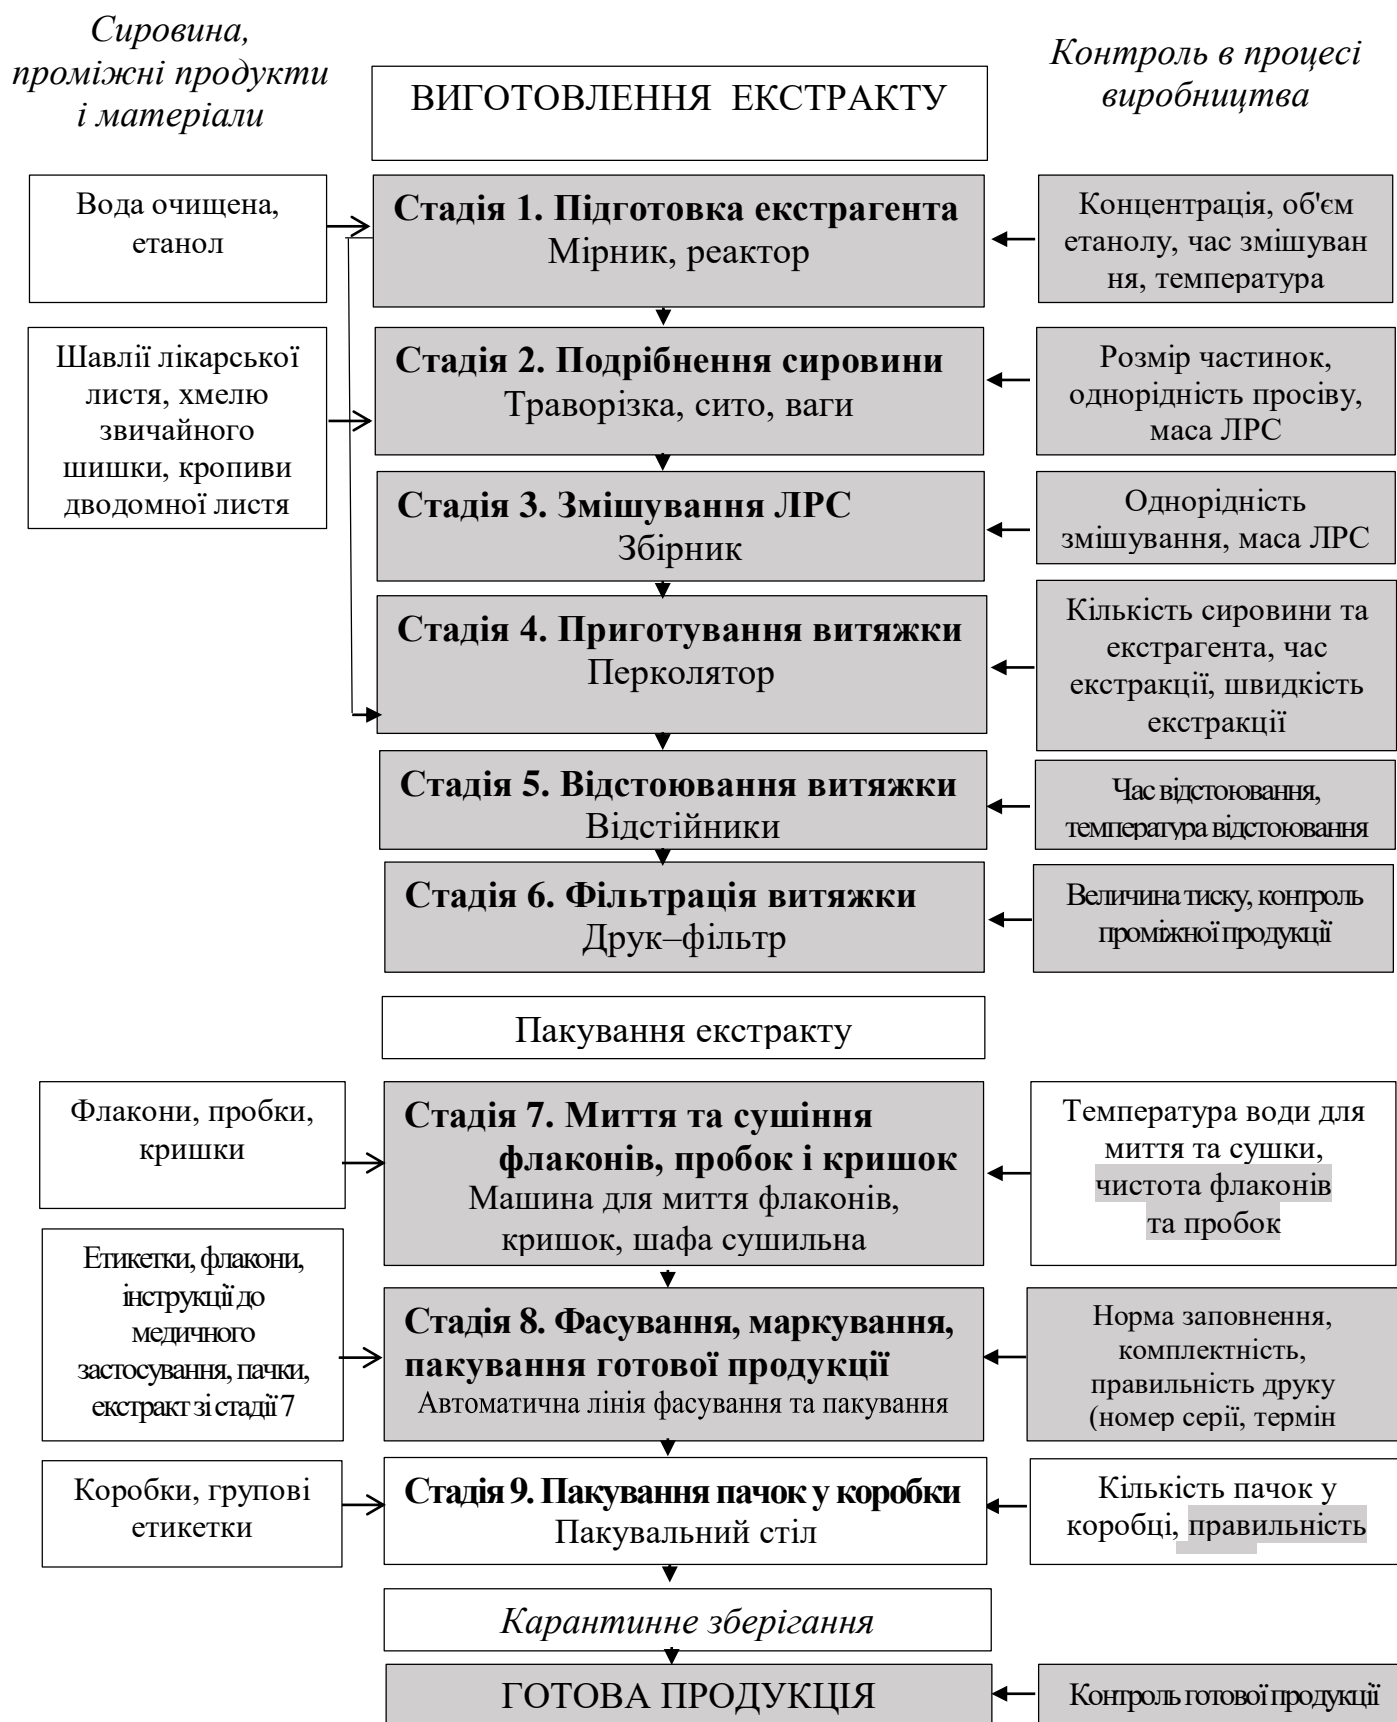 Сировина,
проміжні продукти
і матеріали
ВИГОТОВЛЕННЯ ЕКСТРАКТУ
Контроль в процесі
виробництва
Вода очищена,
етанол
Стадія 1. Підготовка екстрагента
Мірник, реактор
Концентрація, об'єм
етанолу, час змішуван
ня, температура
Шавлії лікарської
листя, хмелю
звичайного
шишки, кропиви
дводомної листя
Стадія 2. Подрібнення сировини
Траворізка, сито, ваги
Розмір частинок,
однорідність просіву,
маса ЛРС
Стадія 3. Змішування ЛРС
Збірник
Однорідність
змішування, маса ЛРС
Стадія 4. Приготування витяжки
Перколятор
Кількість сировини та
екстрагента, час
екстракції, швидкість
екстракції
Стадія 5. Відстоювання витяжки
Відстійники
Час відстоювання,
температура відстоювання
Стадія 6. Фільтрація витяжки
Друк–фільтр
Величина тиску, контроль
проміжної продукції
Пакування екстракту
Флакони, пробки,
кришки
Стадія 7. Миття та сушіння
флаконів, пробок і кришок
Машина для миття флаконів,
кришок, шафа сушильна
Температура води для
миття та сушки,
чистота флаконів
та пробок
Етикетки, флакони,
інструкції до
медичного
застосування, пачки,
екстракт зі стадії 7
Стадія 8. Фасування, маркування,
пакування готової продукції
Автоматична лінія фасування та пакування
Норма заповнення,
комплектність,
правильність друку
(номер серії, термін
Коробки, групові
етикетки
Стадія 9. Пакування пачок у коробки
Пакувальний стіл
Кількість пачок у
коробці, правильність
Карантинне зберігання
ГОТОВА ПРОДУКЦІЯ
Контроль готової продукції